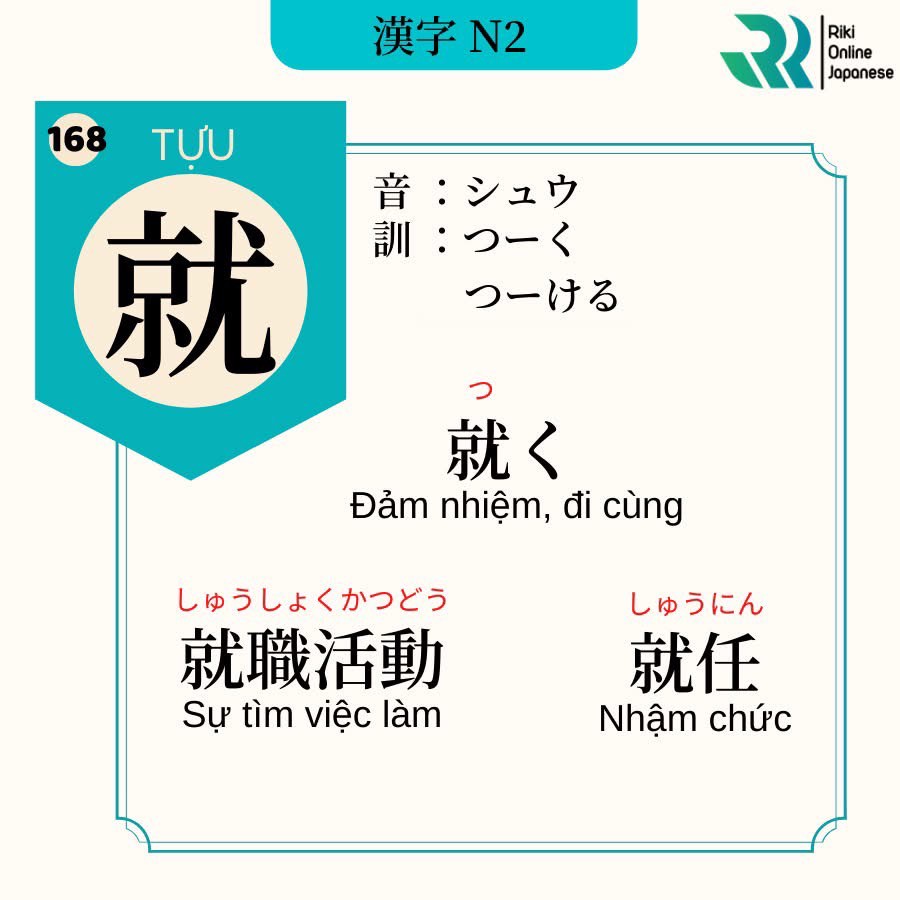 漢字 N2
Riki
Online
Japanese
168
TỰU
就
音 ：シュウ
訓 ：つーく
つーける
つ
就く
Đảm nhiệm, đi cùng
しゅうしょくかつどう
就職活動
Sự tìm việc làm
しゅうにん
就任
Nhậm chức